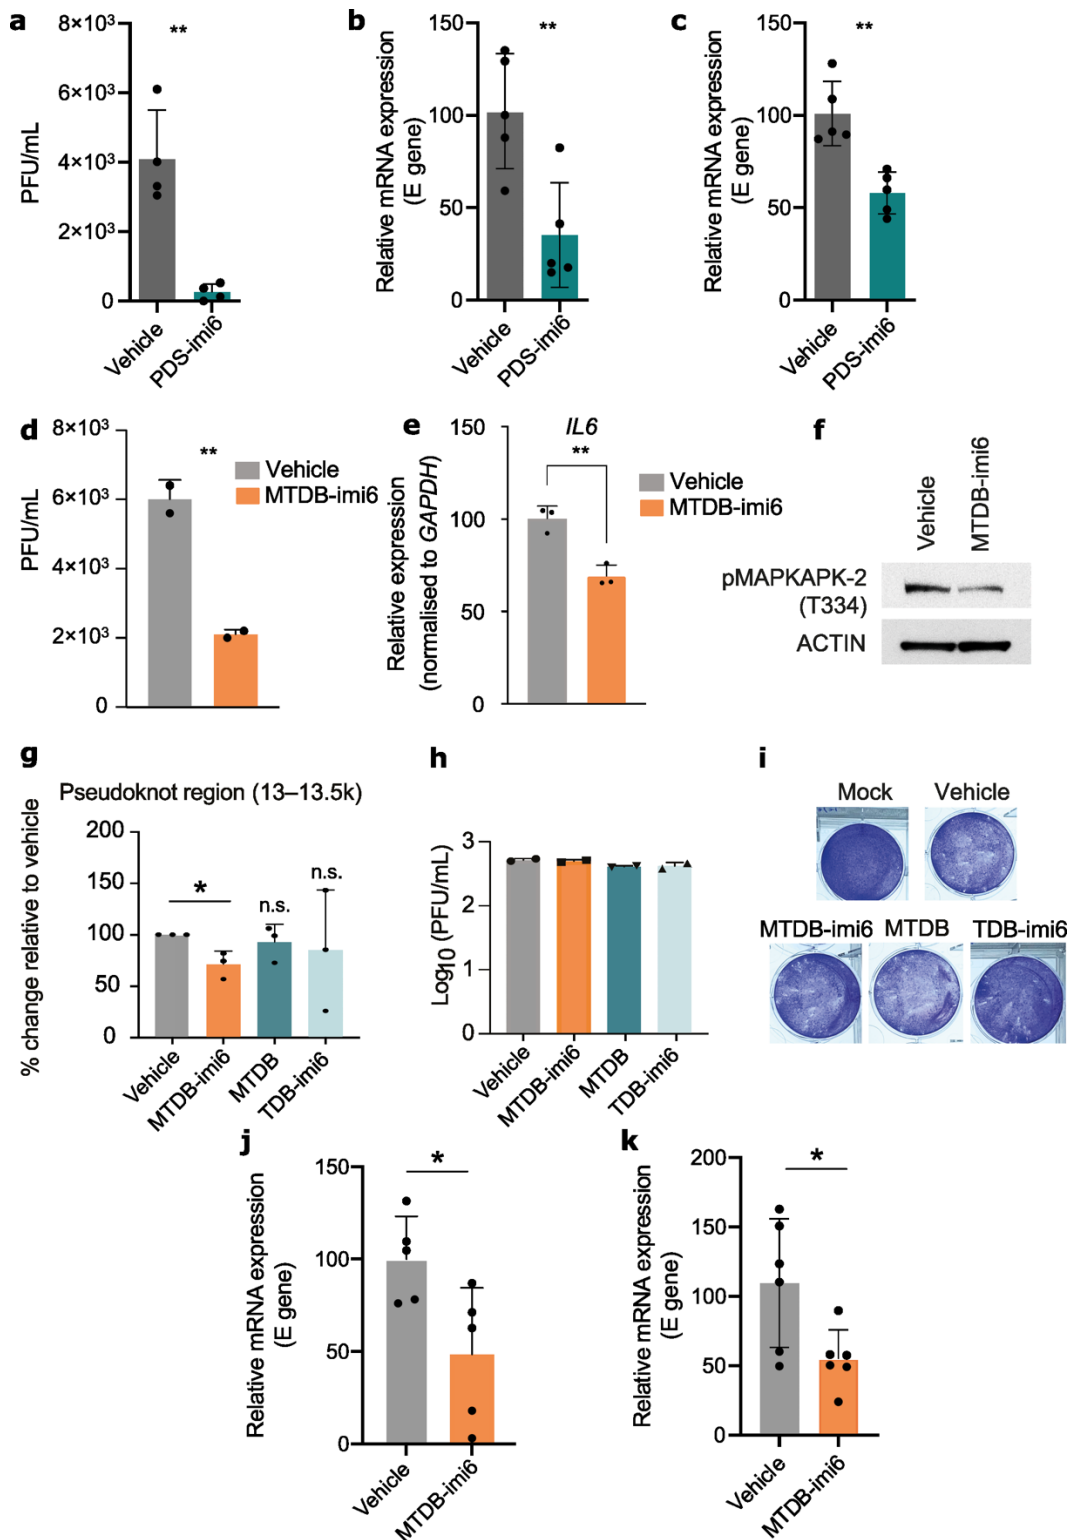 a
8×10³
6×10³
4×10³
2×10³
0
PFU/mL
**
Vehicle
PDS-imi6
b
150
100
50
0
Relative mRNA expression
(E gene)
**
Vehicle
PDS-imi6
c
150
100
50
0
Relative mRNA expression
(E gene)
**
Vehicle
PDS-imi6
d
8×10³
6×10³
4×10³
2×10³
0
PFU/mL
**
Vehicle
MTDB-imi6
e
150
100
50
0
Relative expression
(normalised to GAPDH)
IL6
**
Vehicle
MTDB-imi6
f
Vehicle
MTDB-imi6
pMAPKAPK-2
(T334)
ACTIN
g
Pseudoknot region (13–13.5k)
% change relative to vehicle
200
150
100
50
0
*
n.s.
n.s.
Vehicle
MTDB-imi6
MTDB
TDB-imi6
h
Log10 (PFU/mL)
3
2
1
0
Vehicle
MTDB-imi6
MTDB
TDB-imi6
i
Mock
Vehicle
MTDB-imi6
MTDB
TDB-imi6
j
150
100
50
0
Relative mRNA expression
(E gene)
*
Vehicle
MTDB-imi6
k
200
150
100
50
0
Relative mRNA expression
(E gene)
*
Vehicle
MTDB-imi6